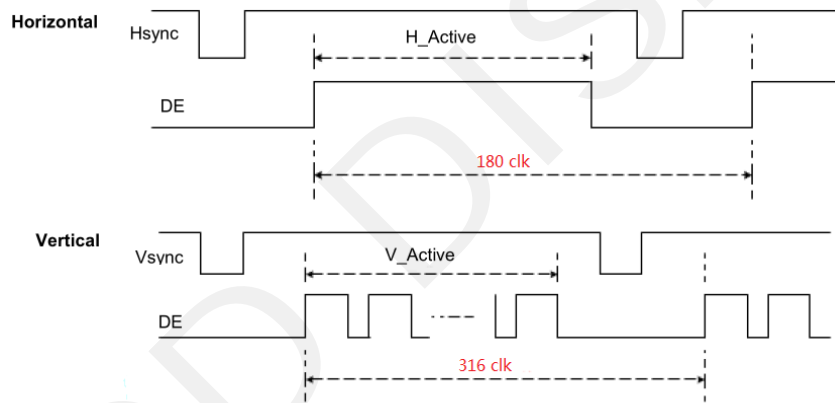 Horizontal
Hsync
H_Active
DE
180 clk
Vertical
Vsync
V_Active
DE
316 clk